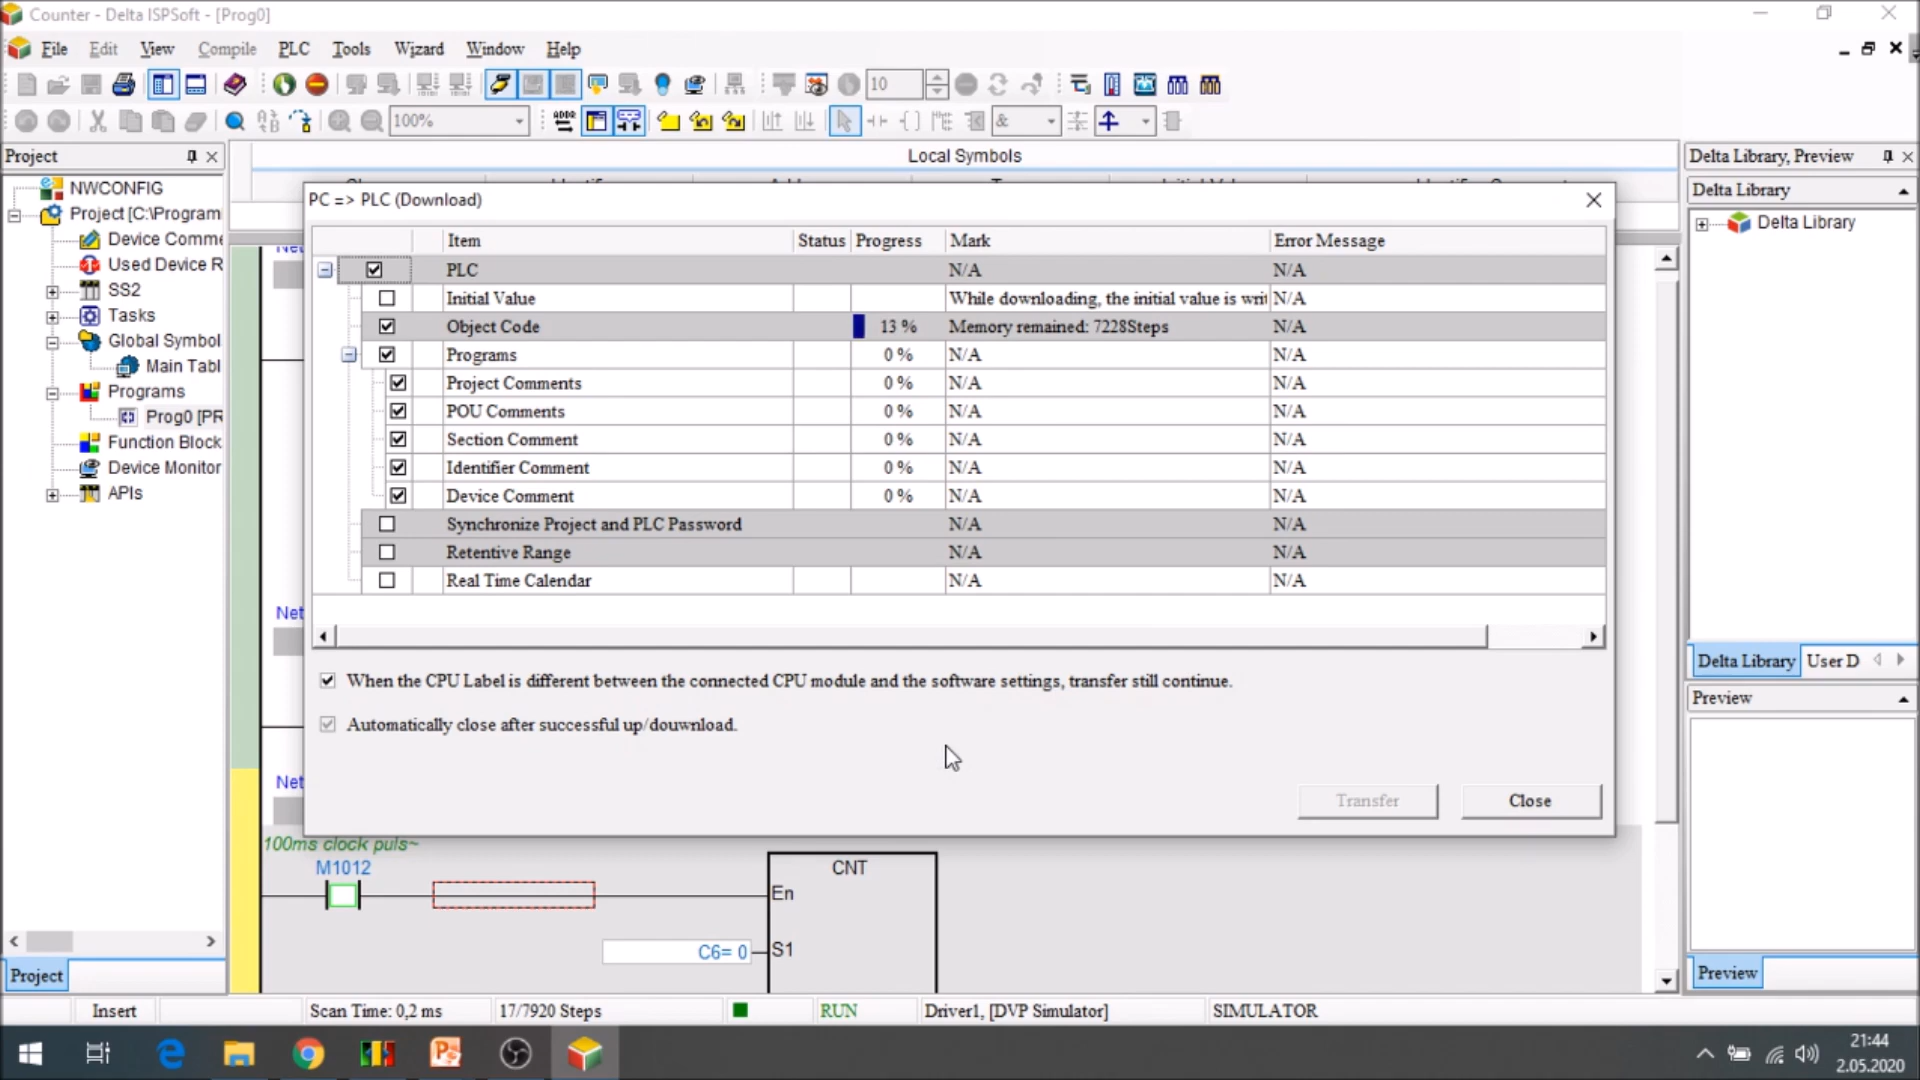 Counter - Delta ISPSoft - [Prog0]
File Edit View Compile PLC Tools Wizard Window Help
10
100%
&
Project
Local Symbols
Delta Library, Preview
NWCONFIG
Project [C:\Program
Device Comme
Used Device R
SS2
Tasks
Global Symbol
Main Tabl
Programs
Prog0 [PR
Function Block
Device Monitor
APIs
Project
Delta Library
Delta Library
Delta Library User D
Preview
Preview
PC => PLC (Download)
Item Status Progress Mark Error Message
PLC N/A N/A
Initial Value While downloading, the initial value is wri N/A
Object Code 13 % Memory remained: 7228Steps N/A
Programs 0 % N/A N/A
Project Comments 0 % N/A N/A
POU Comments 0 % N/A N/A
Section Comment 0 % N/A N/A
Identifier Comment 0 % N/A N/A
Device Comment 0 % N/A N/A
Synchronize Project and PLC Password N/A N/A
Retentive Range N/A N/A
Real Time Calendar N/A N/A
When the CPU Label is different between the connected CPU module and the software settings, transfer still continue.
Automatically close after successful up/douwnload.
Transfer Close
Net
Net
100ms clock puls~
M1012
CNT
En
C6= 0 S1
Insert Scan Time: 0,2 ms 17/7920 Steps RUN Driver1, [DVP Simulator] SIMULATOR
21:44
2.05.2020